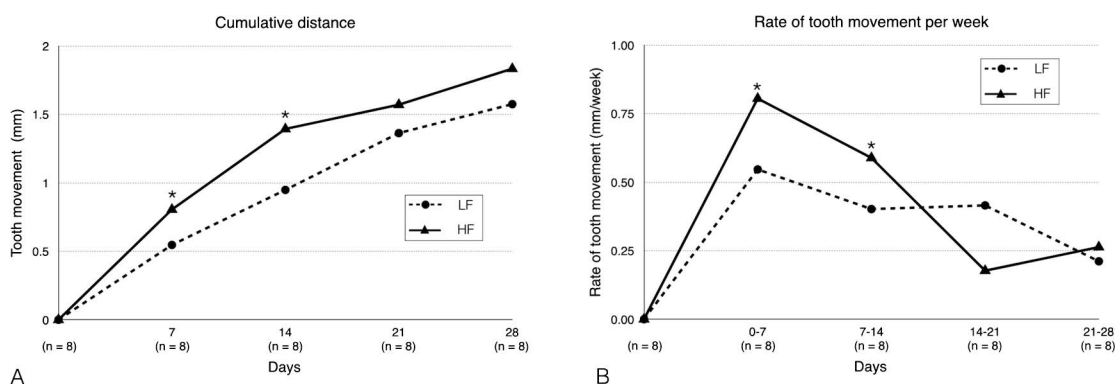 Cumulative distance
Tooth movement (mm)
2
1.5
1
0.5
0
*
*
LF
HF
7
14
21
28
(n = 8)
(n = 8)
(n = 8)
(n = 8)
(n = 8)
Days
A
Rate of tooth movement per week
Rate of tooth movement (mm/week)
1.00
0.75
0.50
0.25
0.00
*
*
LF
HF
0-7
7-14
14-21
21-28
(n = 8)
(n = 8)
(n = 8)
(n = 8)
(n = 8)
Days
B